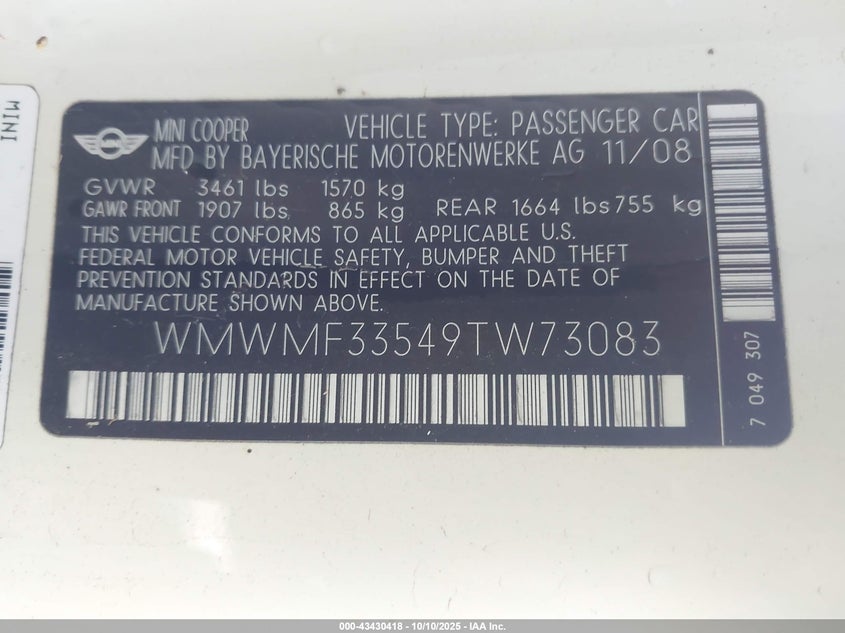 MINI
MINI COOPER VEHICLE TYPE: PASSENGER CAR
MFD BY BAYERISCHE MOTORENWERKE AG 11/08
GVWR 3461 lbs 1570 kg
GAWR FRONT 1907 lbs 865 kg REAR 1664 lbs 755 kg
THIS VEHICLE CONFORMS TO ALL APPLICABLE U.S.
FEDERAL MOTOR VEHICLE SAFETY, BUMPER AND THEFT
PREVENTION STANDARDS IN EFFECT ON THE DATE OF
MANUFACTURE SHOWN ABOVE.
WMWMF33549TW73083
7 049 307
000-43430418 - 10/10/2025 - IAA Inc.